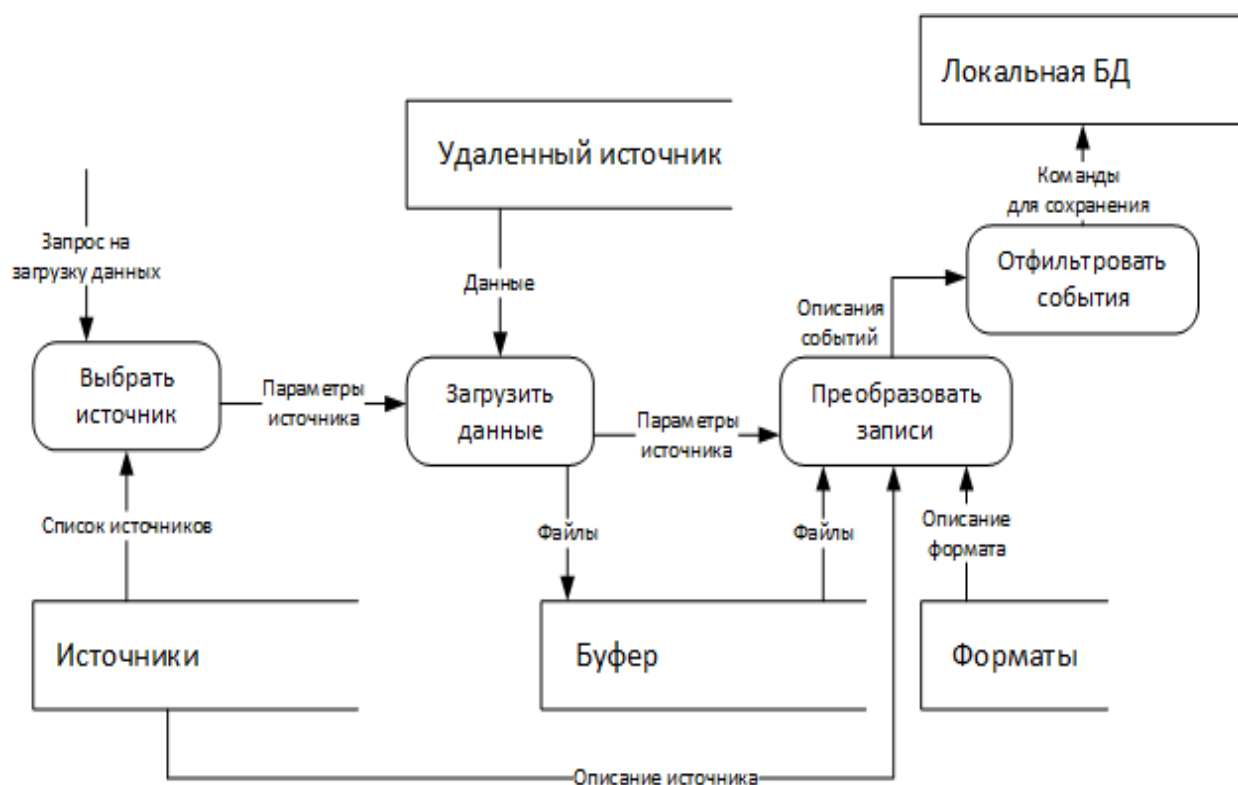 Локальная БД
Удаленный источник
Команды
для сохранения
Запрос на
загрузку данных
Отфильтровать
события
Данные
Описания
событий
Выбрать
источник
Параметры
источника
Загрузить
данные
Параметры
источника
Преобразовать
записи
Список источников
Файлы
Файлы
Описание
формата
Источники
Буфер
Форматы
Описание источника